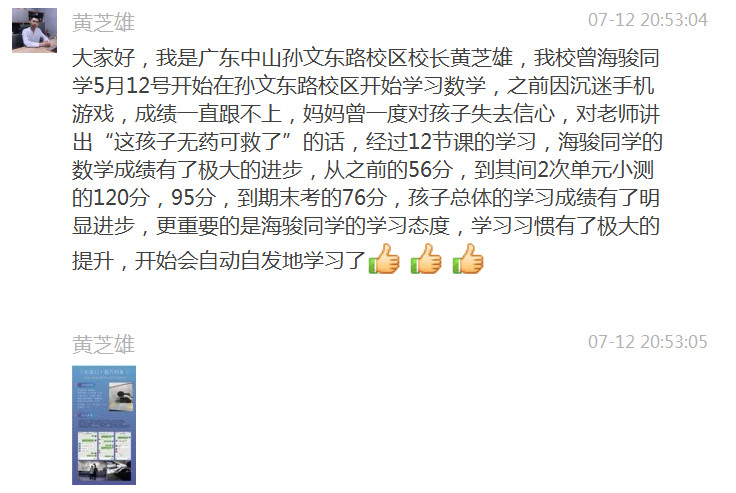 黄芝雄
07-12 20:53:04
大家好，我是广东中山孙文东路校区校长黄芝雄，我校曾海骏同
学5月12号开始在孙文东路校区开始学习数学，之前因沉迷手机
游戏，成绩一直跟不上，妈妈曾一度对孩子失去信心，对老师讲
出“这孩子无药可救了”的话，经过12节课的学习，海骏同学的
数学成绩有了极大的进步，从之前的56分，到其间2次单元小测
的120分，95分，到期末考的76分，孩子总体的学习成绩有了明
显进步，更重要的是海骏同学的学习态度，学习习惯有了极大的
提升，开始会自动自发地学习了
黄芝雄
07-12 20:53:05